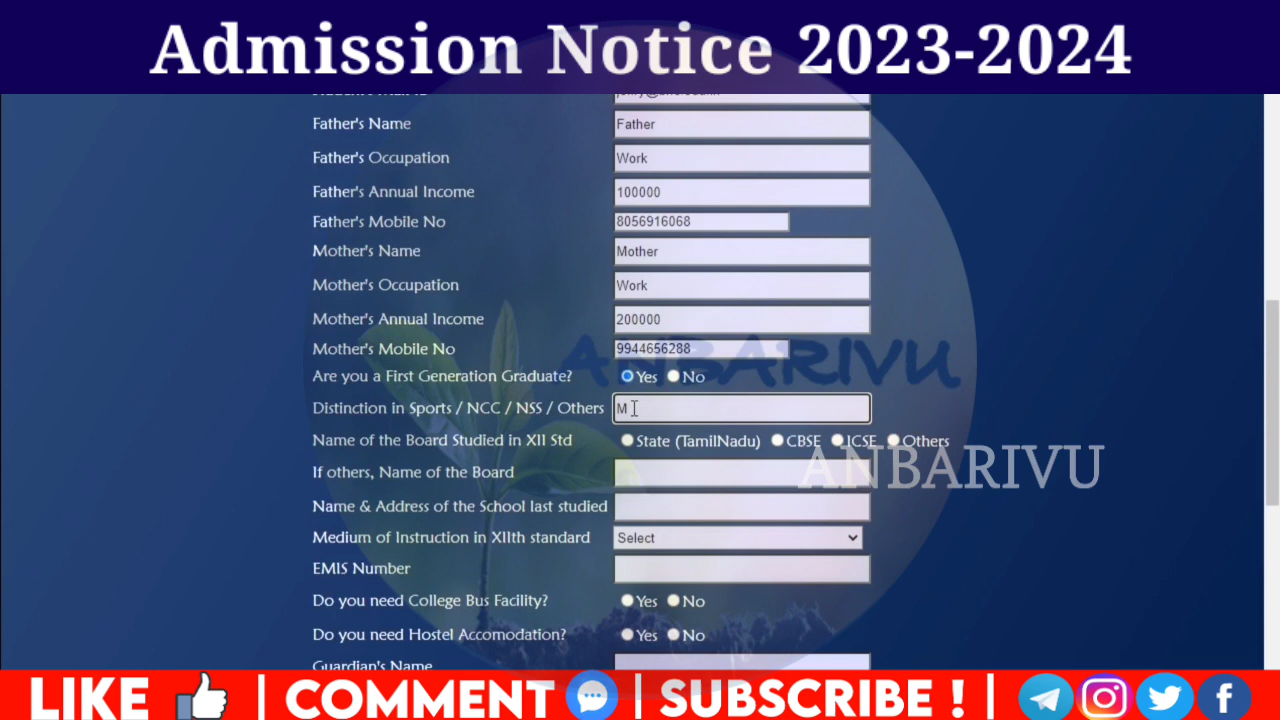 Admission Notice 2023-2024
Father's Name Father
Father's Occupation Work
Father's Annual Income 100000
Father's Mobile No 8056916068
Mother's Name Mother
Mother's Occupation Work
Mother's Annual Income 200000
Mother's Mobile No 9944656288
ANBARIVU
Are you a First Generation Graduate? Yes No
Distinction in Sports / NCC / NSS / Others M
Name of the Board Studied in XII Std State (TamilNadu) CBSE ICSE Others
ANBARIVU
If others, Name of the Board
Name & Address of the School last studied
Medium of Instruction in XIIth standard Select
EMIS Number
Do you need College Bus Facility? Yes No
Do you need Hostel Accomodation? Yes No
Guardian's Name
LIKE | COMMENT | SUBSCRIBE ! |